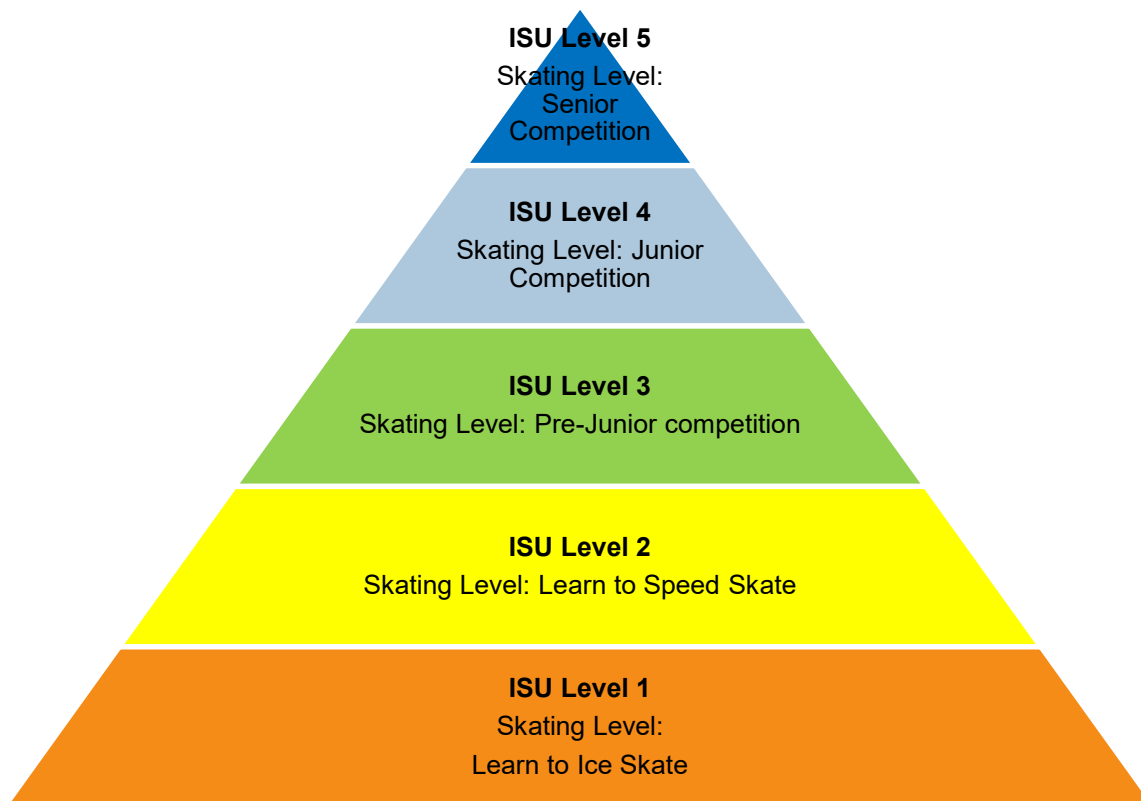 ISU Level 5
Skating Level:
Senior
Competition
ISU Level 4
Skating Level: Junior
Competition
ISU Level 3
Skating Level: Pre-Junior competition
ISU Level 2
Skating Level: Learn to Speed Skate
ISU Level 1
Skating Level:
Learn to Ice Skate